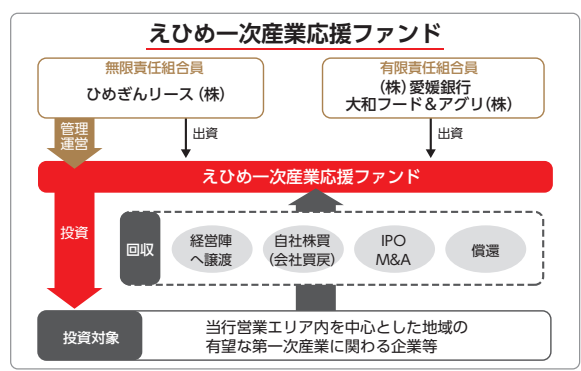 えひめ一次産業応援ファンド
無限責任組合員
ひめぎんリース(株)
有限責任組合員
(株)愛媛銀行
大和フード&アグリ(株)
管理
運営
出資
出資
えひめ一次産業応援ファンド
投資
回収
経営陣
へ譲渡
自社株買
(会社買戻)
IPO
M&A
償還
投資対象
当行営業エリア内を中心とした地域の
有望な第一次産業に関わる企業等